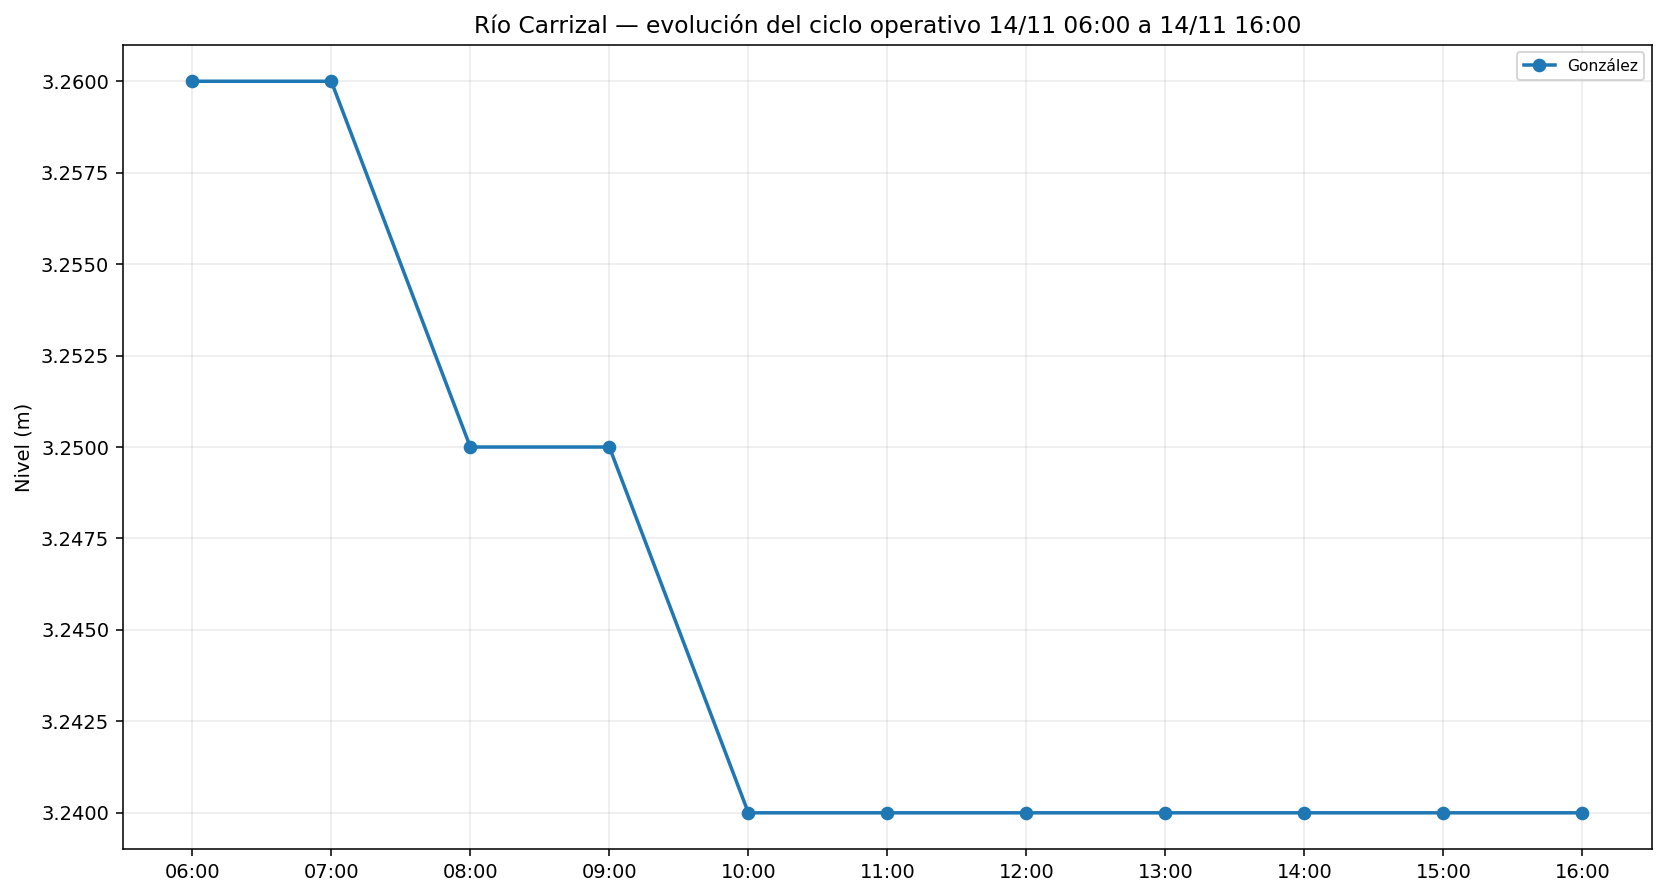 Río Carrizal — evolución del ciclo operativo 14/11 06:00 a 14/11 16:00
González
Nivel (m)
3.2600
3.2575
3.2550
3.2525
3.2500
3.2475
3.2450
3.2425
3.2400
06:00 07:00 08:00 09:00 10:00 11:00 12:00 13:00 14:00 15:00 16:00